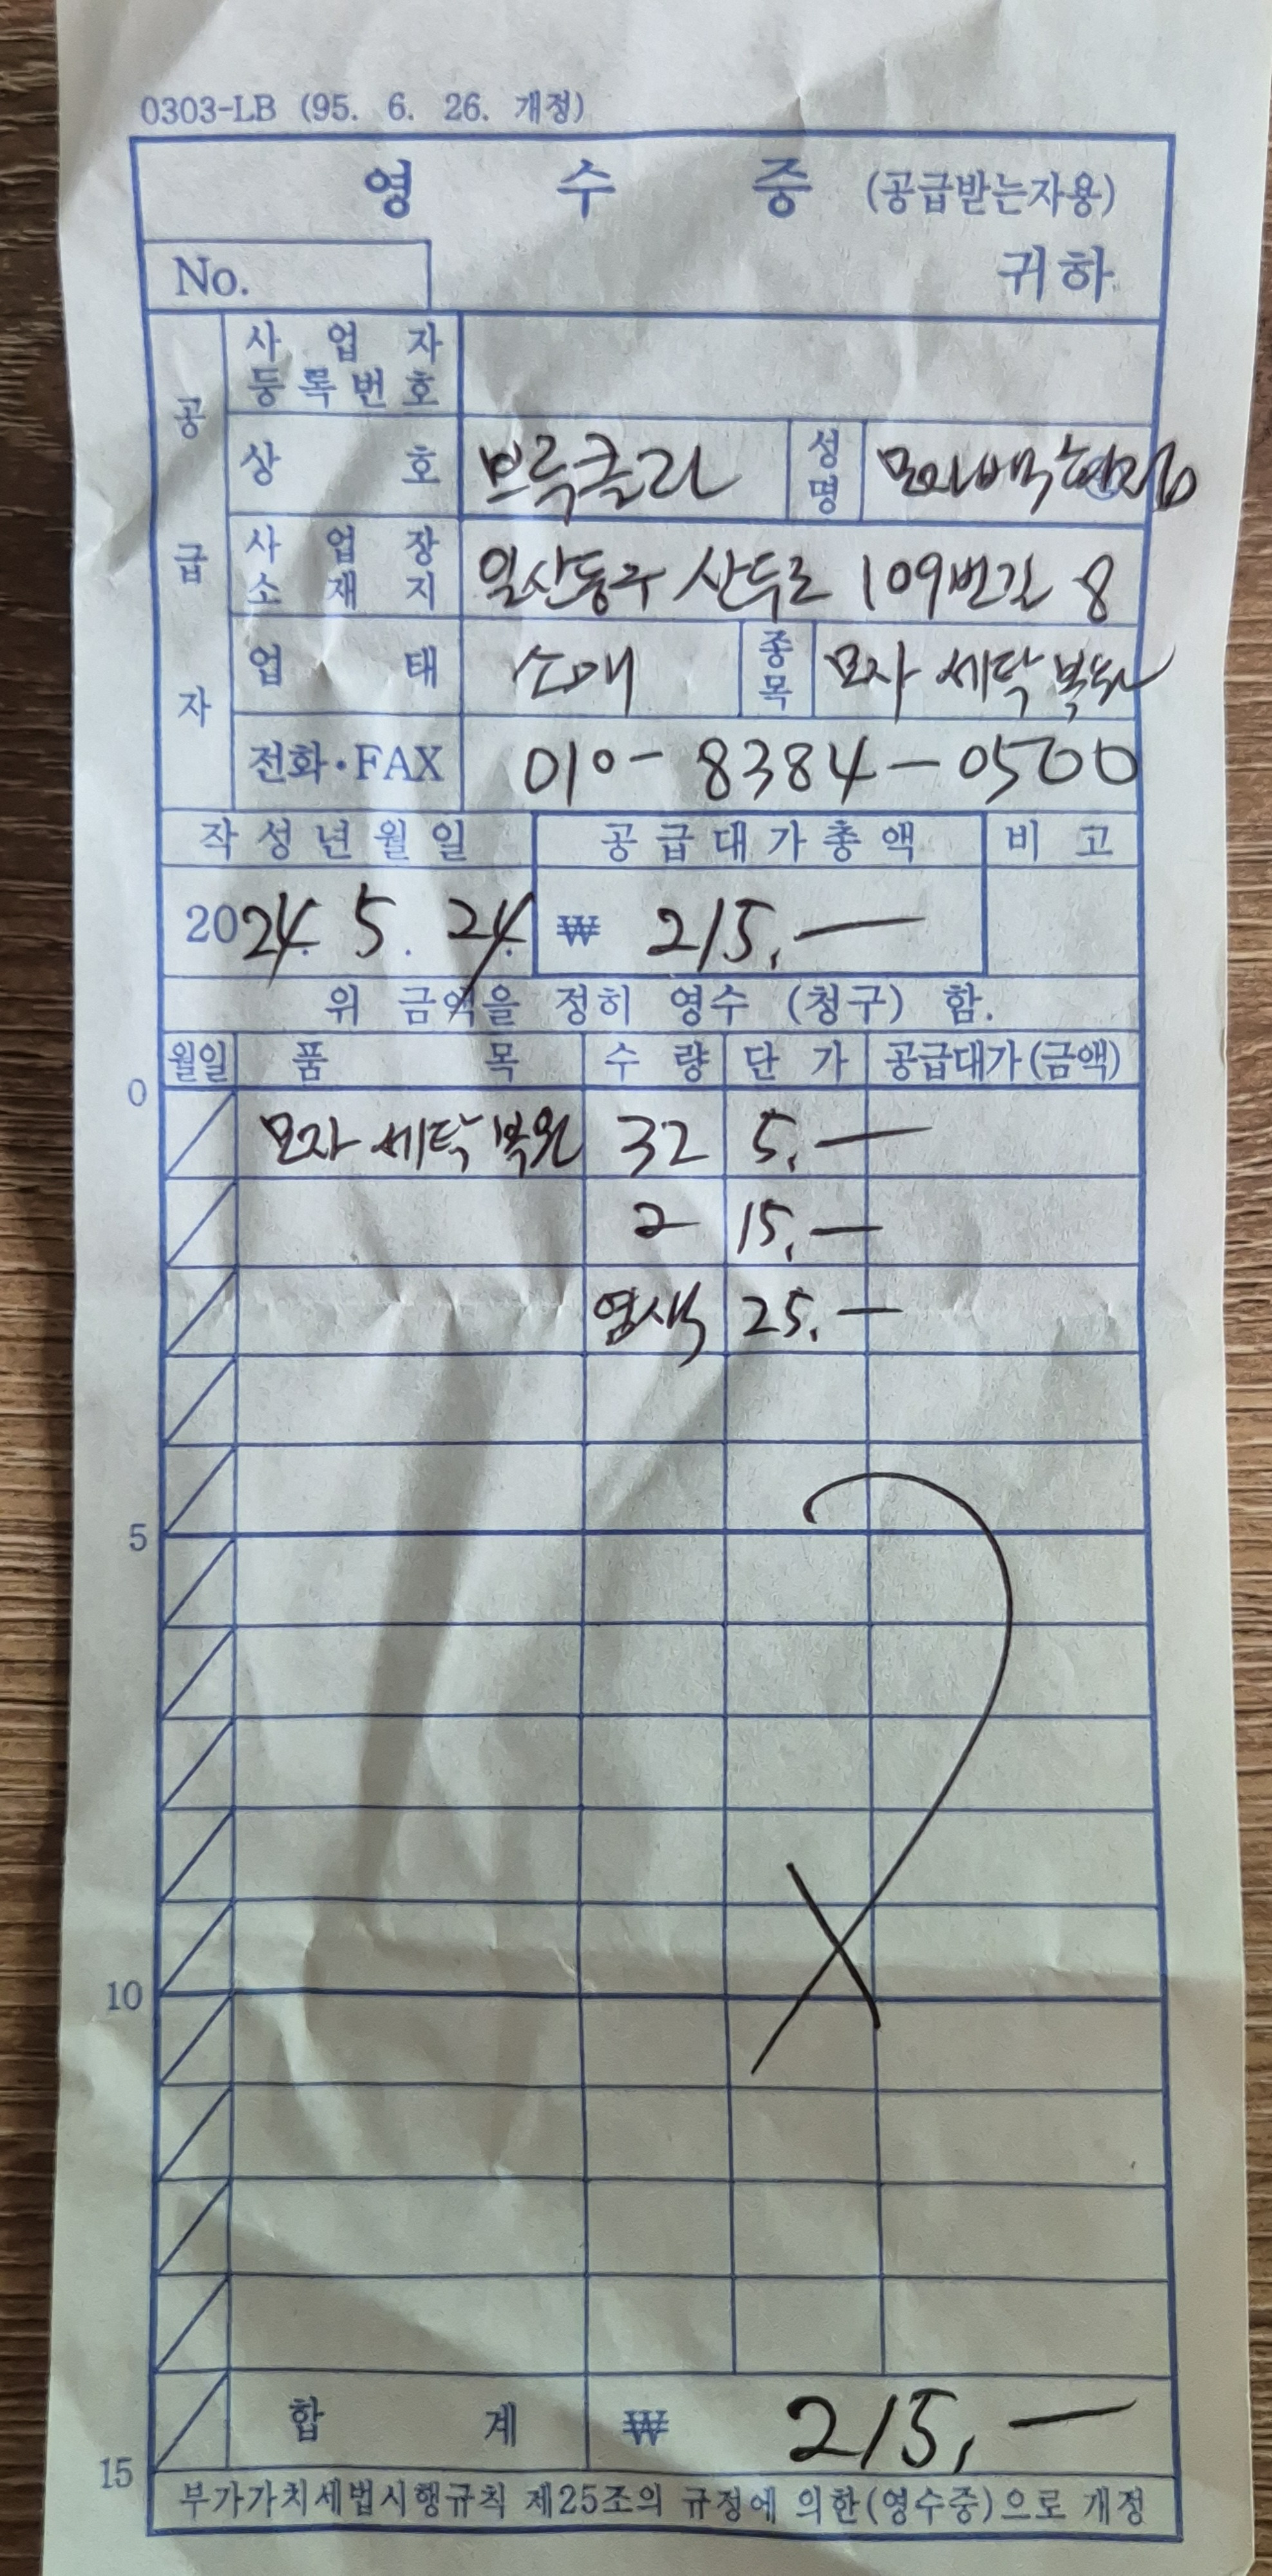 0303-LB (95. 6. 26. 개정)
영 수 증 (공급받는자용)
No. 귀하
공급자
사업자등록번호
상호 브루클라 성명 모자백화점
사업장소재지 일산동구 산두로 109번길 8
업태 소매 종목 모자 세탁 복원
전화·FAX 010-8384-0500
작성년월일 공급대가총액 비고
2024. 5. 24. ₩ 215,—
위 금액을 정히 영수 (청구) 함.
월일 품목 수량 단가 공급대가(금액)
0
모자 세탁 복원 32 5,—
2 15,—
염색 25,—
5
10
합계 ₩ 215,—
15
부가가치세법시행규칙 제25조의 규정에 의한(영수증)으로 개정